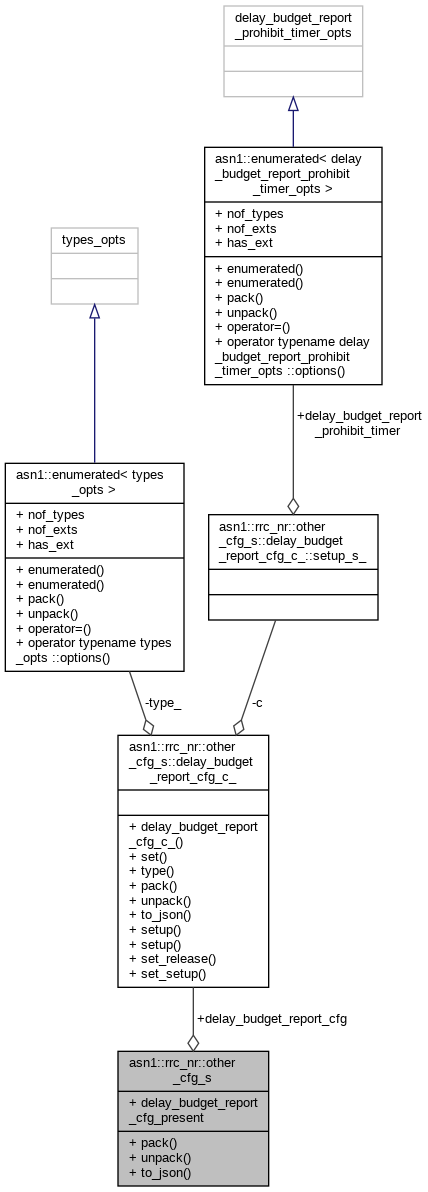 delay_budget_report
_prohibit_timer_opts
asn1::enumerated< delay
_budget_report_prohibit
_timer_opts >
+ nof_types
+ nof_exts
+ has_ext
+ enumerated()
+ enumerated()
+ pack()
+ unpack()
+ operator=()
+ operator typename delay
_budget_report_prohibit
_timer_opts ::options()
types_opts
+delay_budget_report
_prohibit_timer
asn1::enumerated< types
_opts >
+ nof_types
+ nof_exts
+ has_ext
+ enumerated()
+ enumerated()
+ pack()
+ unpack()
+ operator=()
+ operator typename types
_opts ::options()
asn1::rrc_nr::other
_cfg_s::delay_budget
_report_cfg_c_::setup_s_
-type_
-c
asn1::rrc_nr::other
_cfg_s::delay_budget
_report_cfg_c_
+ delay_budget_report
_cfg_c_()
+ set()
+ type()
+ pack()
+ unpack()
+ to_json()
+ setup()
+ setup()
+ set_release()
+ set_setup()
+delay_budget_report_cfg
asn1::rrc_nr::other
_cfg_s
+ delay_budget_report
_cfg_present
+ pack()
+ unpack()
+ to_json()